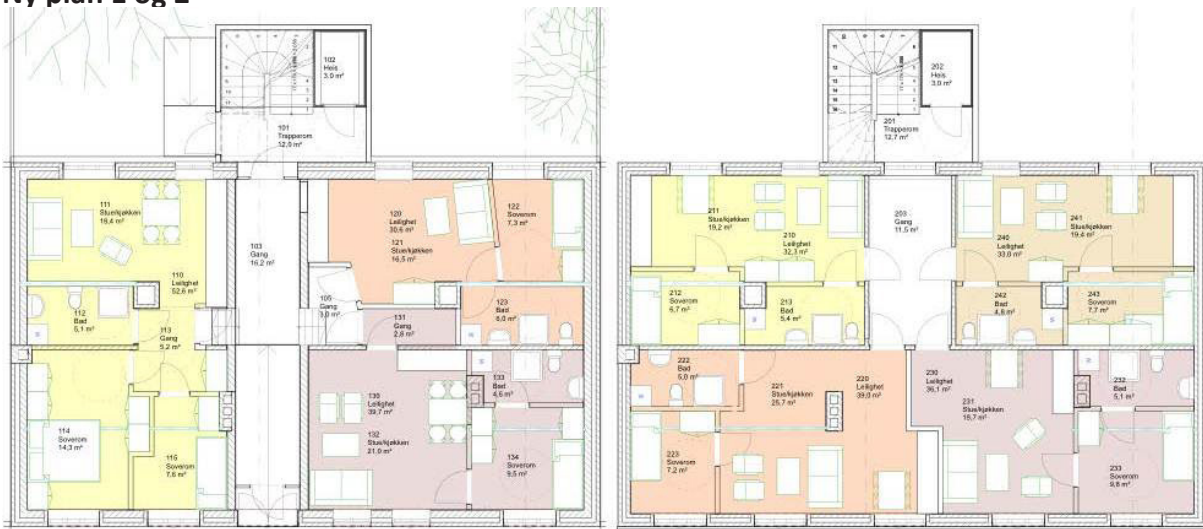 Ny plan 1 og 2
102
Heis
3,0 m²
101
Trapperom
12,0 m²
111
Stue/kjøkken
19,4 m²
110
Leilighet
52,6 m²
103
Gang
16,2 m²
120
Leilighet
30,6 m²
121
Stue/kjøkken
16,5 m²
122
Soverom
7,3 m²
105
Gang
3,0 m²
112
Bad
5,1 m²
113
Gang
5,2 m²
131
Gang
2,6 m²
123
Bad
133
Bad
4,6 m²
130
Leilighet
39,7 m²
132
Stue/kjøkken
21,0 m²
114
Soverom
14,3 m²
115
Soverom
7,6 m²
134
Soverom
9,5 m²
202
Heis
3,0 m²
201
Trapperom
12,7 m²
211
Stue/kjøkken
19,2 m²
210
Leilighet
32,3 m²
203
Gang
11,5 m²
240
Leilighet
241
Stue/kjøkken
19,4 m²
212
Soverom
6,7 m²
213
Bad
5,4 m²
242
Bad
4,8 m²
243
Soverom
7,7 m²
222
Bad
5,0 m²
221
Stue/kjøkken
25,7 m²
220
Leilighet
39,0 m²
230
Leilighet
36,1 m²
231
Stue/kjøkken
232
Bad
5,1 m²
223
Soverom
7,2 m²
233
Soverom
9,8 m²